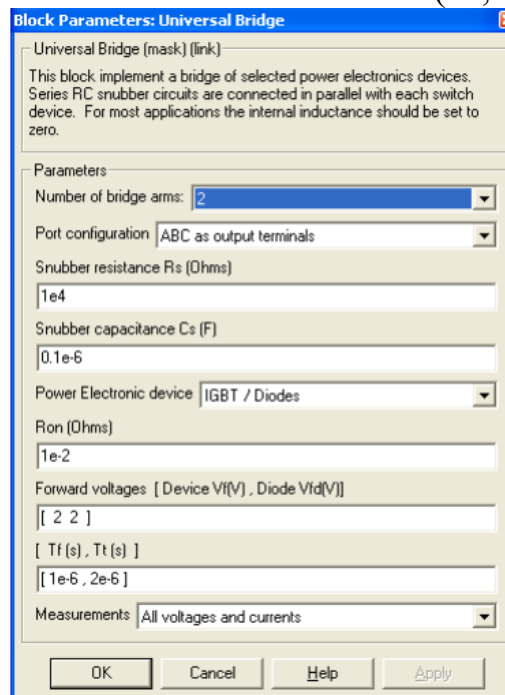 Block Parameters: Universal Bridge
Universal Bridge (mask) (link)
This block implement a bridge of selected power electronics devices.
Series RC snubber circuits are connected in parallel with each switch
device. For most applications the internal inductance should be set to
zero.
Parameters
Number of bridge arms: 2
Port configuration ABC as output terminals
Snubber resistance Rs (Ohms)
1e4
Snubber capacitance Cs (F)
0.1e-6
Power Electronic device IGBT / Diodes
Ron (Ohms)
1e-2
Forward voltages [ Device Vf(V) , Diode Vfd(V)]
[ 2 2 ]
[ Tf (s) , Tt (s) ]
[ 1e-6 , 2e-6 ]
Measurements All voltages and currents
OK Cancel Help Apply